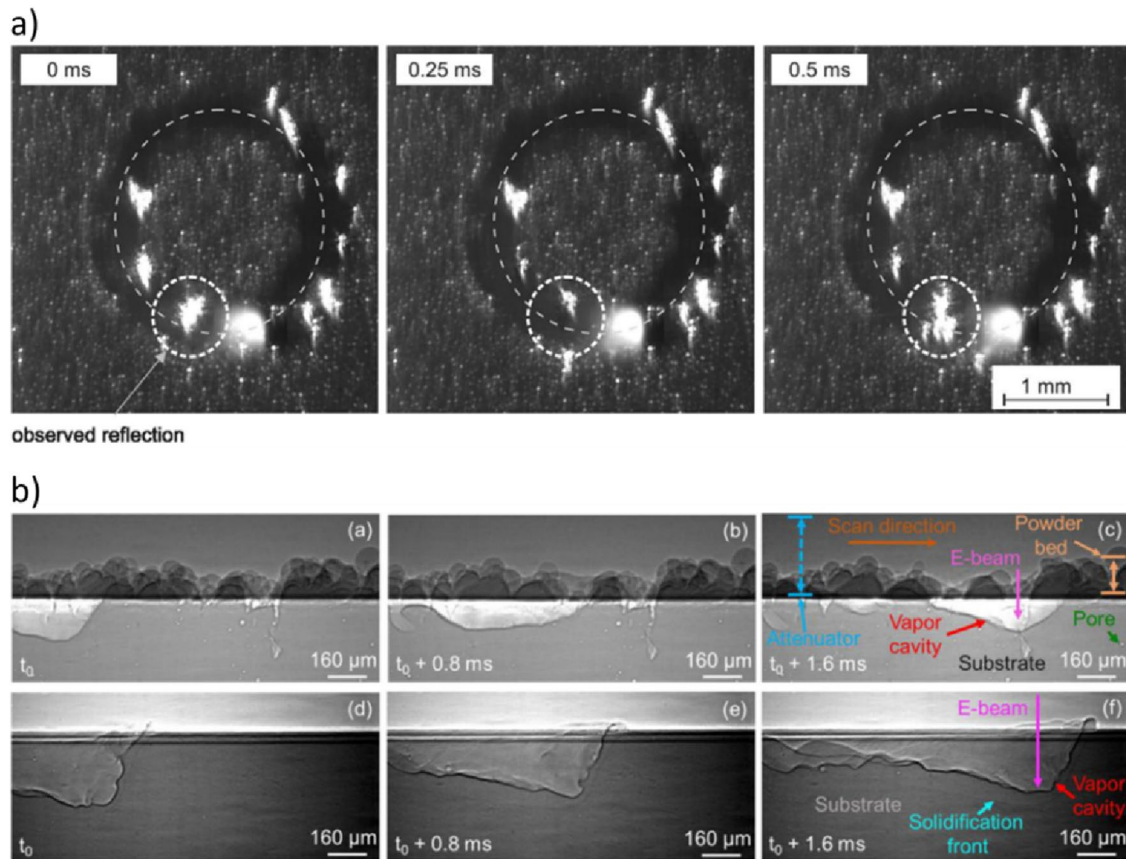 a)
0 ms
0.25 ms
0.5 ms
1 mm
observed reflection
b)
(a)
t₀
160 µm
(b)
t₀ + 0.8 ms
160 µm
(c)
Scan direction
Powder
bed
E-beam
Attenuator
Vapor
cavity
Pore
Substrate
t₀ + 1.6 ms
160 µm
(d)
t₀
160 µm
(e)
t₀ + 0.8 ms
160 µm
(f)
E-beam
Substrate
Vapor
cavity
Solidification
front
t₀ + 1.6 ms
160 µm